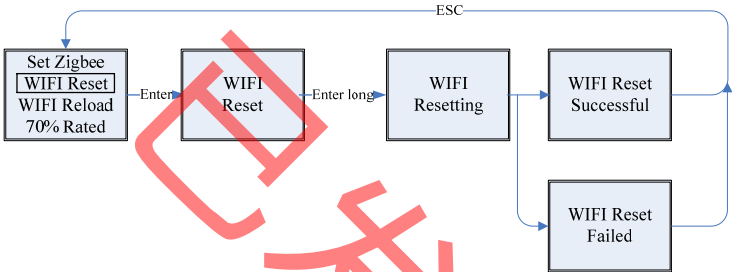 ESC
Set Zigbee
WIFI Reset
WIFI Reload
70% Rated
Enter
WIFI
Reset
Enter long
WIFI
Resetting
WIFI Reset
Successful
WIFI Reset
Failed